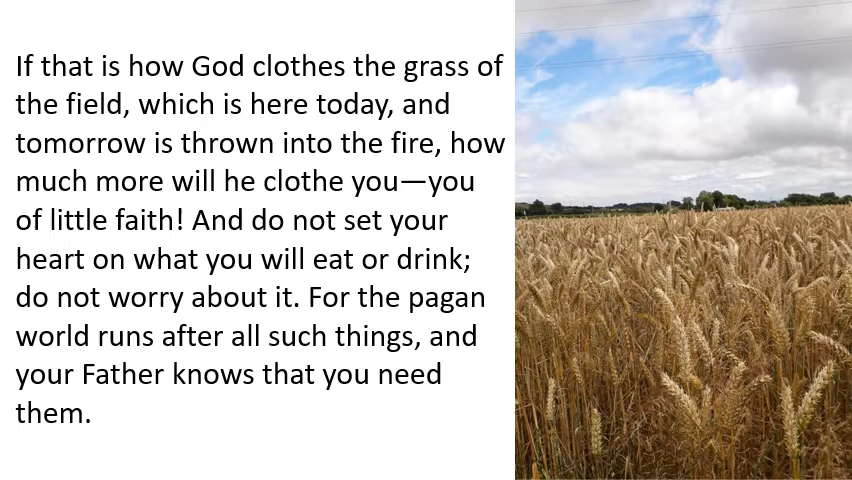 If that is how God clothes the grass of
the field, which is here today, and
tomorrow is thrown into the fire, how
much more will he clothe you—you
of little faith! And do not set your
heart on what you will eat or drink;
do not worry about it. For the pagan
world runs after all such things, and
your Father knows that you need
them.